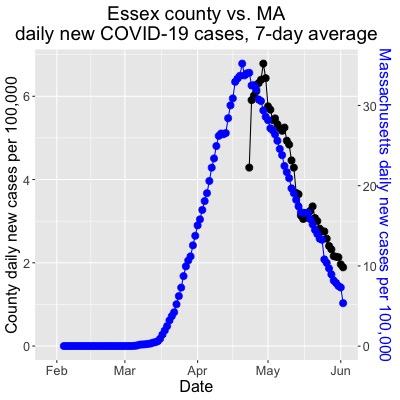 Essex county vs. MA
daily new COVID-19 cases, 7-day average
County daily new cases per 100,000
6
4
2
0
Massachusetts daily new cases per 100,000
30
20
10
0
Feb Mar Apr May Jun
Date